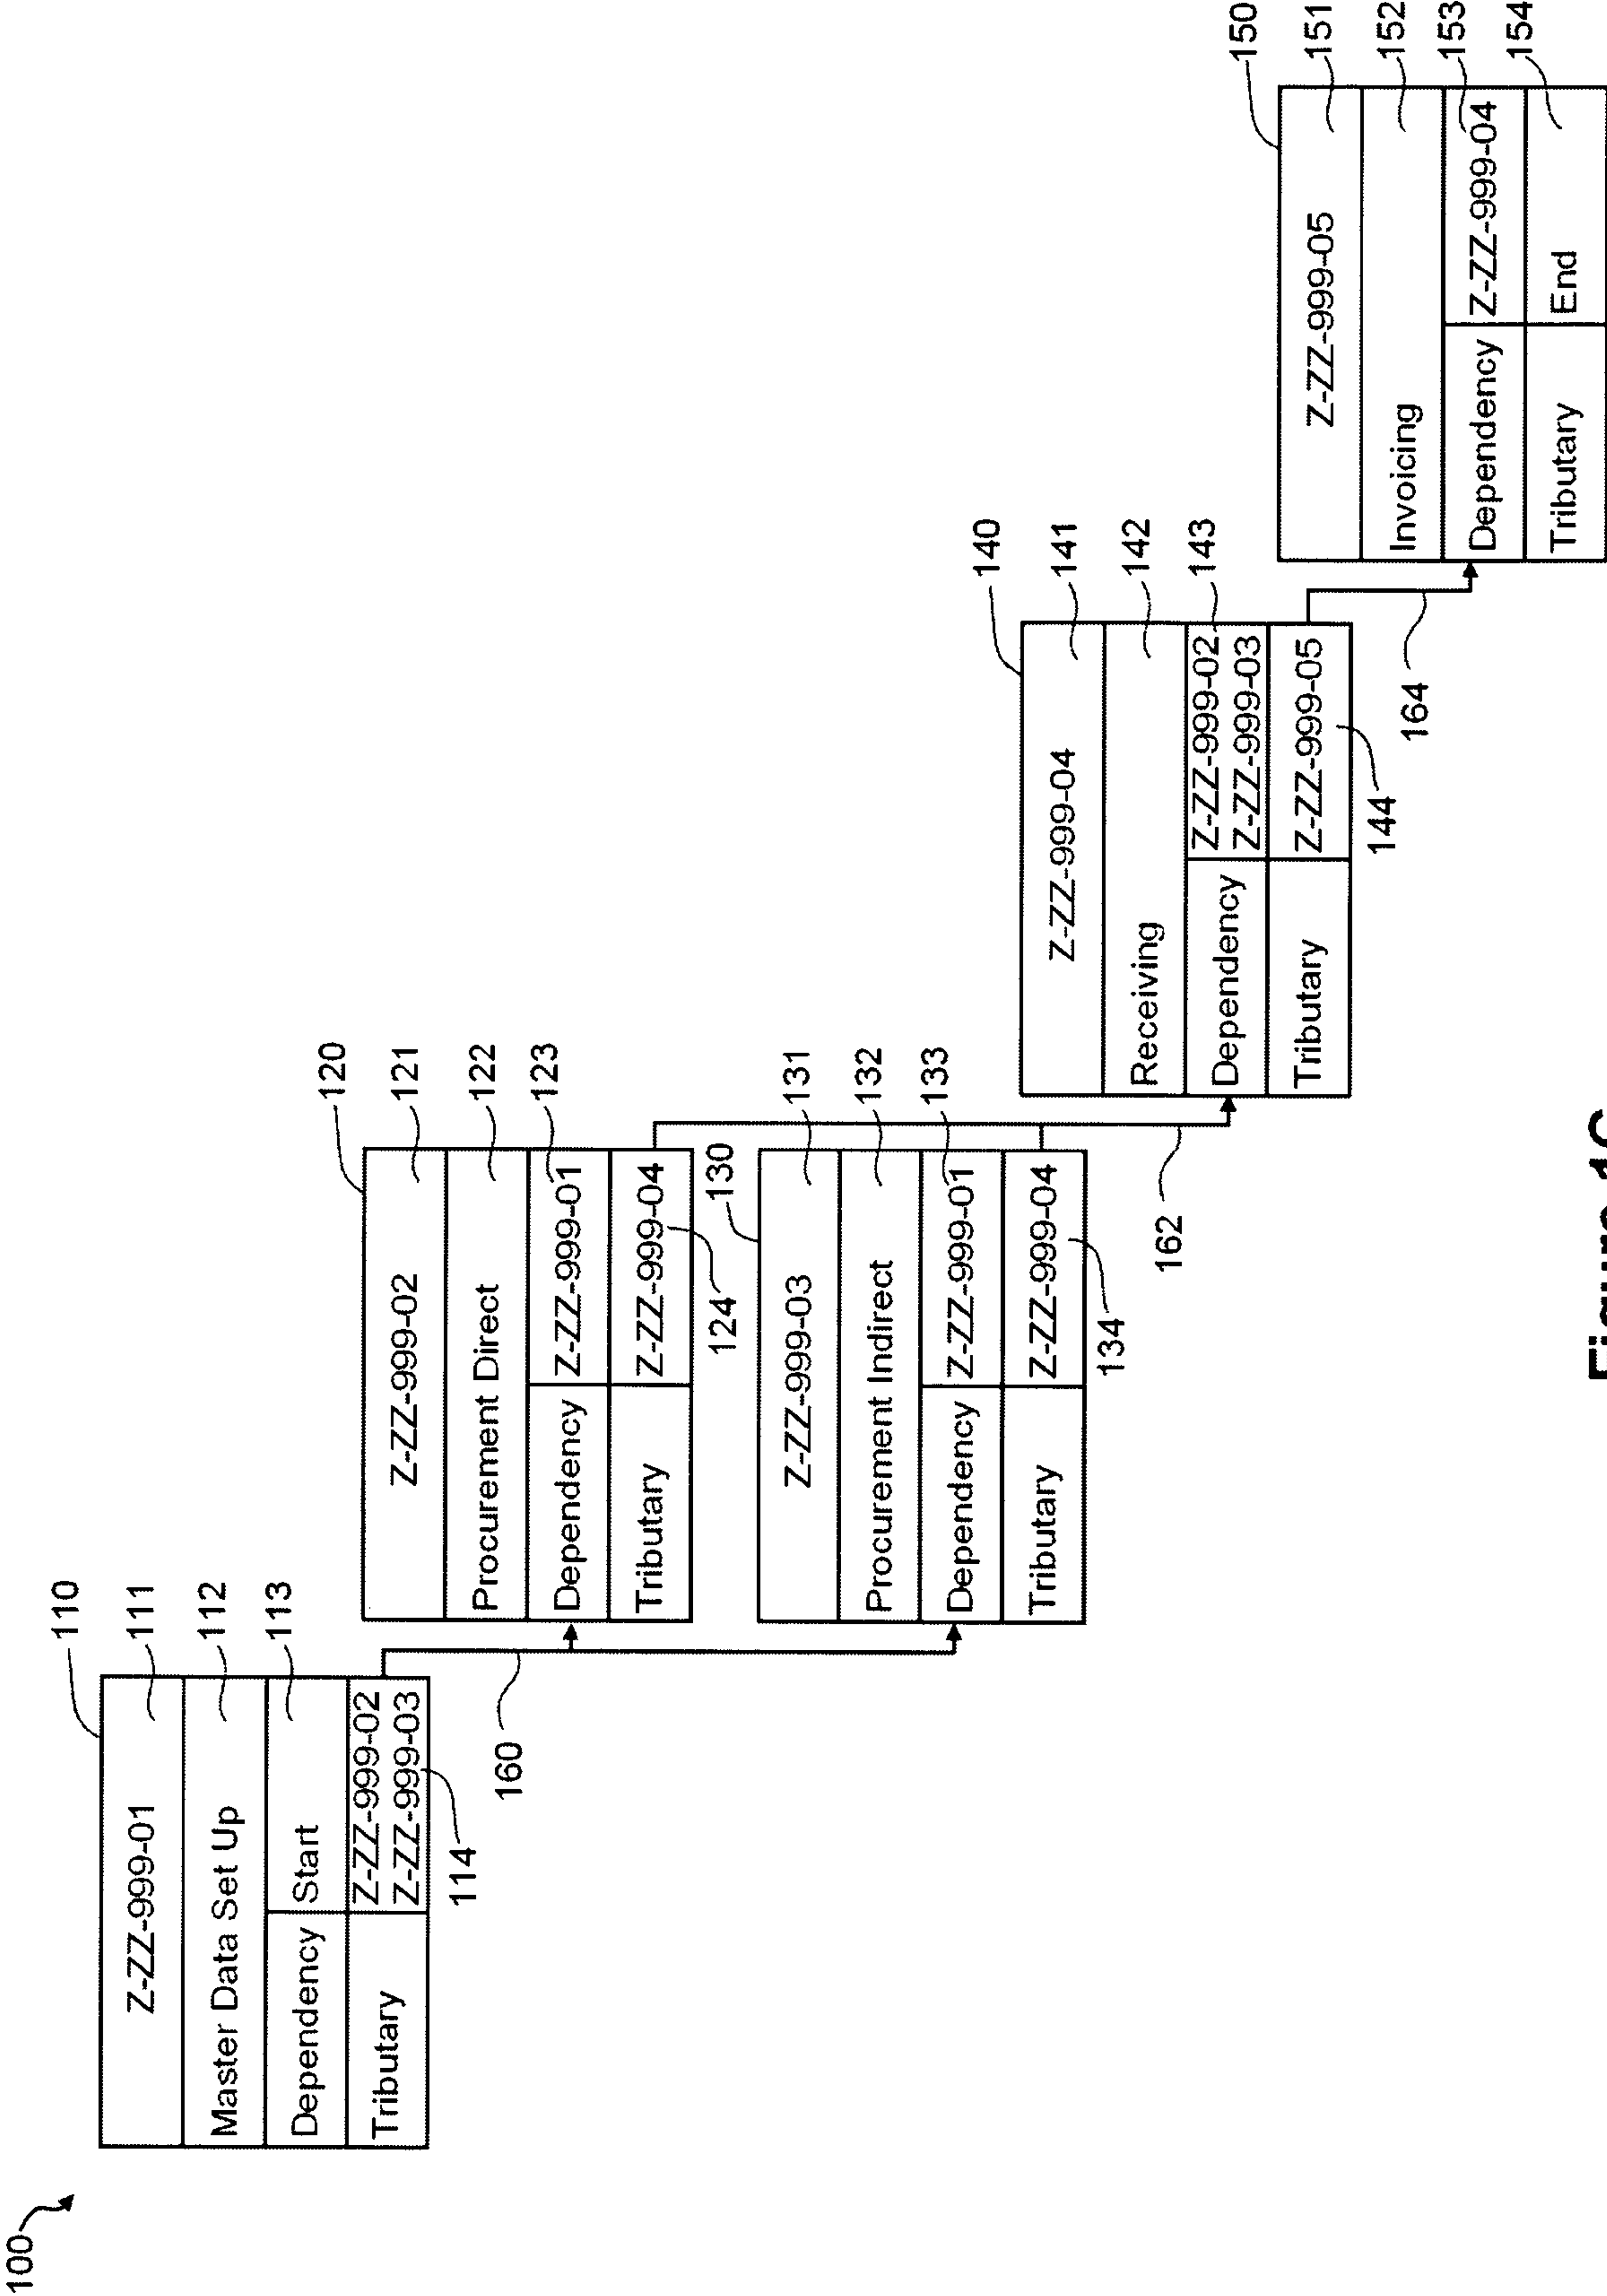 100
110
Z-ZZ-999-01
111
Master Data Set Up
112
Dependency
Start
113
Tributary
Z-ZZ-999-02
Z-ZZ-999-03
114
160
120
Z-ZZ-999-02
121
Procurement Direct
122
Dependency
Z-ZZ-999-01
123
Tributary
Z-ZZ-999-04
124
130
Z-ZZ-999-03
131
Procurement Indirect
132
Dependency
Z-ZZ-999-01
133
Tributary
Z-ZZ-999-04
134
162
140
Z-ZZ-999-04
141
Receiving
142
Dependency
Z-ZZ-999-02
Z-ZZ-999-03
143
Tributary
Z-ZZ-999-05
144
164
150
Z-ZZ-999-05
151
Invoicing
152
Dependency
Z-ZZ-999-04
153
Tributary
End
154